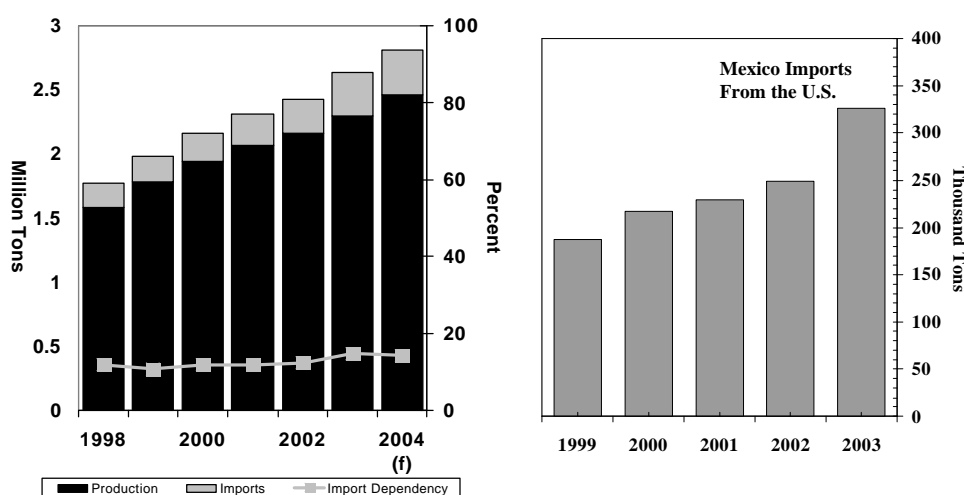 3
2.5
2
1.5
1
0.5
0
Million Tons
100
80
60
40
20
0
Percent
1998 2000 2002 2004
(f)
Production Imports Import Dependency
Mexico Imports
From the U.S.
400
350
300
250
200
150
100
50
0
Thousand Tons
1999 2000 2001 2002 2003